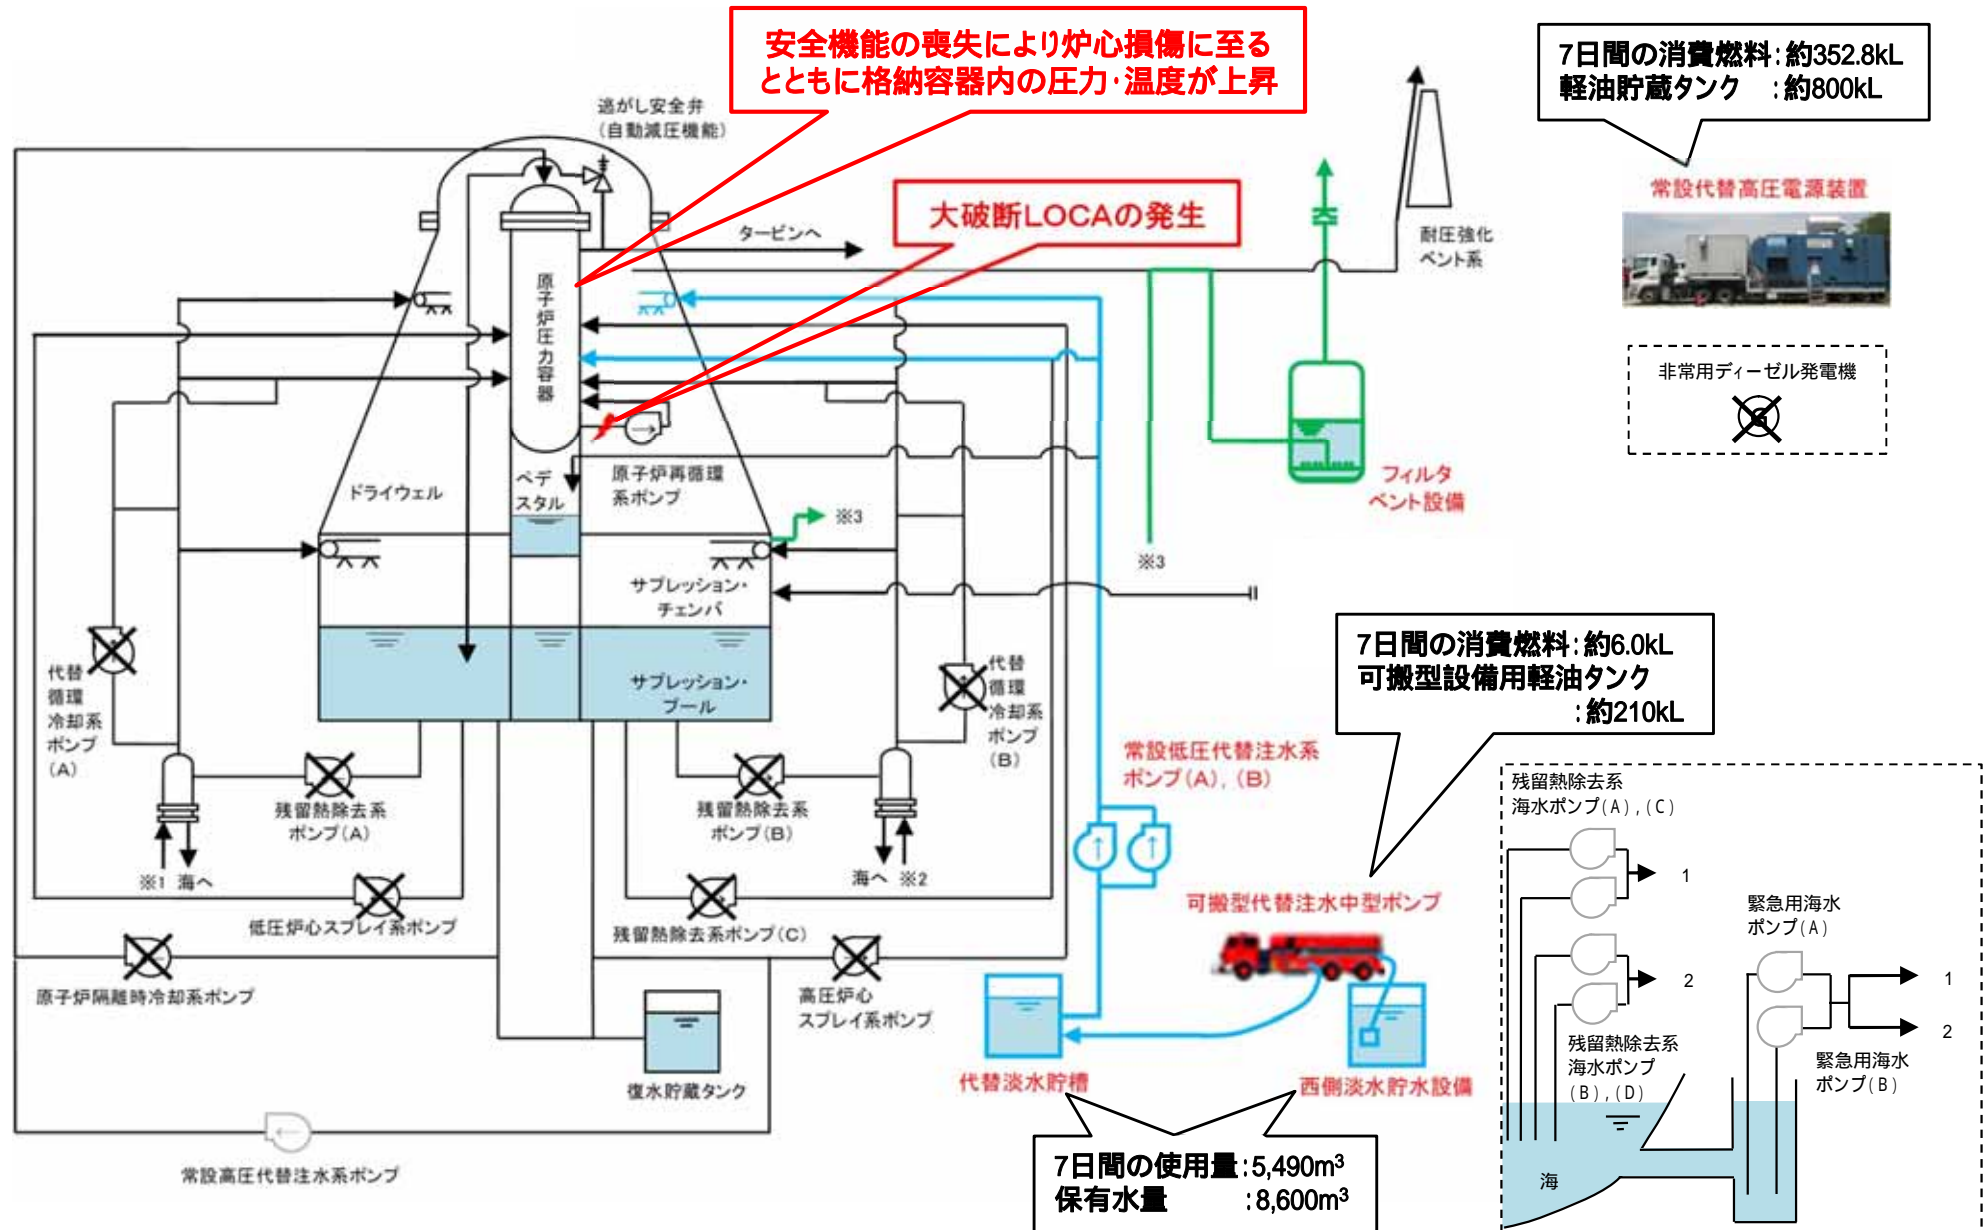 安全機能の喪失により炉心損傷に至る
とともに格納容器内の圧力・温度が上昇
7日間の消費燃料：約352.8kL
軽油貯蔵タンク　：約800kL
逃がし安全弁
(自動減圧機能)
常設代替高圧電源装置
大破断LOCAの発生
タービンへ
耐圧強化
ベント系
原子炉圧力容器
非常用ディーゼル発電機
G
フィルタ
ベント設備
ドライウェル
ペデ
スタル
原子炉再循環
系ポンプ
※3
※3
サプレッション・
チェンバ
サプレッション・
プール
代替
循環
冷却系
ポンプ
(A)
代替
循環
冷却系
ポンプ
(B)
7日間の消費燃料：約6.0kL
可搬型設備用軽油タンク
：約210kL
常設低圧代替注水系
ポンプ(A), (B)
残留熱除去系
ポンプ(A)
残留熱除去系
ポンプ(B)
※1 海へ
海へ ※2
低圧炉心スプレイ系ポンプ
残留熱除去系ポンプ(C)
可搬型代替注水中型ポンプ
原子炉隔離時冷却系ポンプ
高圧炉心
スプレイ系ポンプ
復水貯蔵タンク
代替淡水貯槽
西側淡水貯水設備
常設高圧代替注水系ポンプ
7日間の使用量：5,490m³
保有水量　　：8,600m³
残留熱除去系
海水ポンプ(A), (C)
1
2
残留熱除去系
海水ポンプ
(B), (D)
緊急用海水
ポンプ(A)
1
2
緊急用海水
ポンプ(B)
海